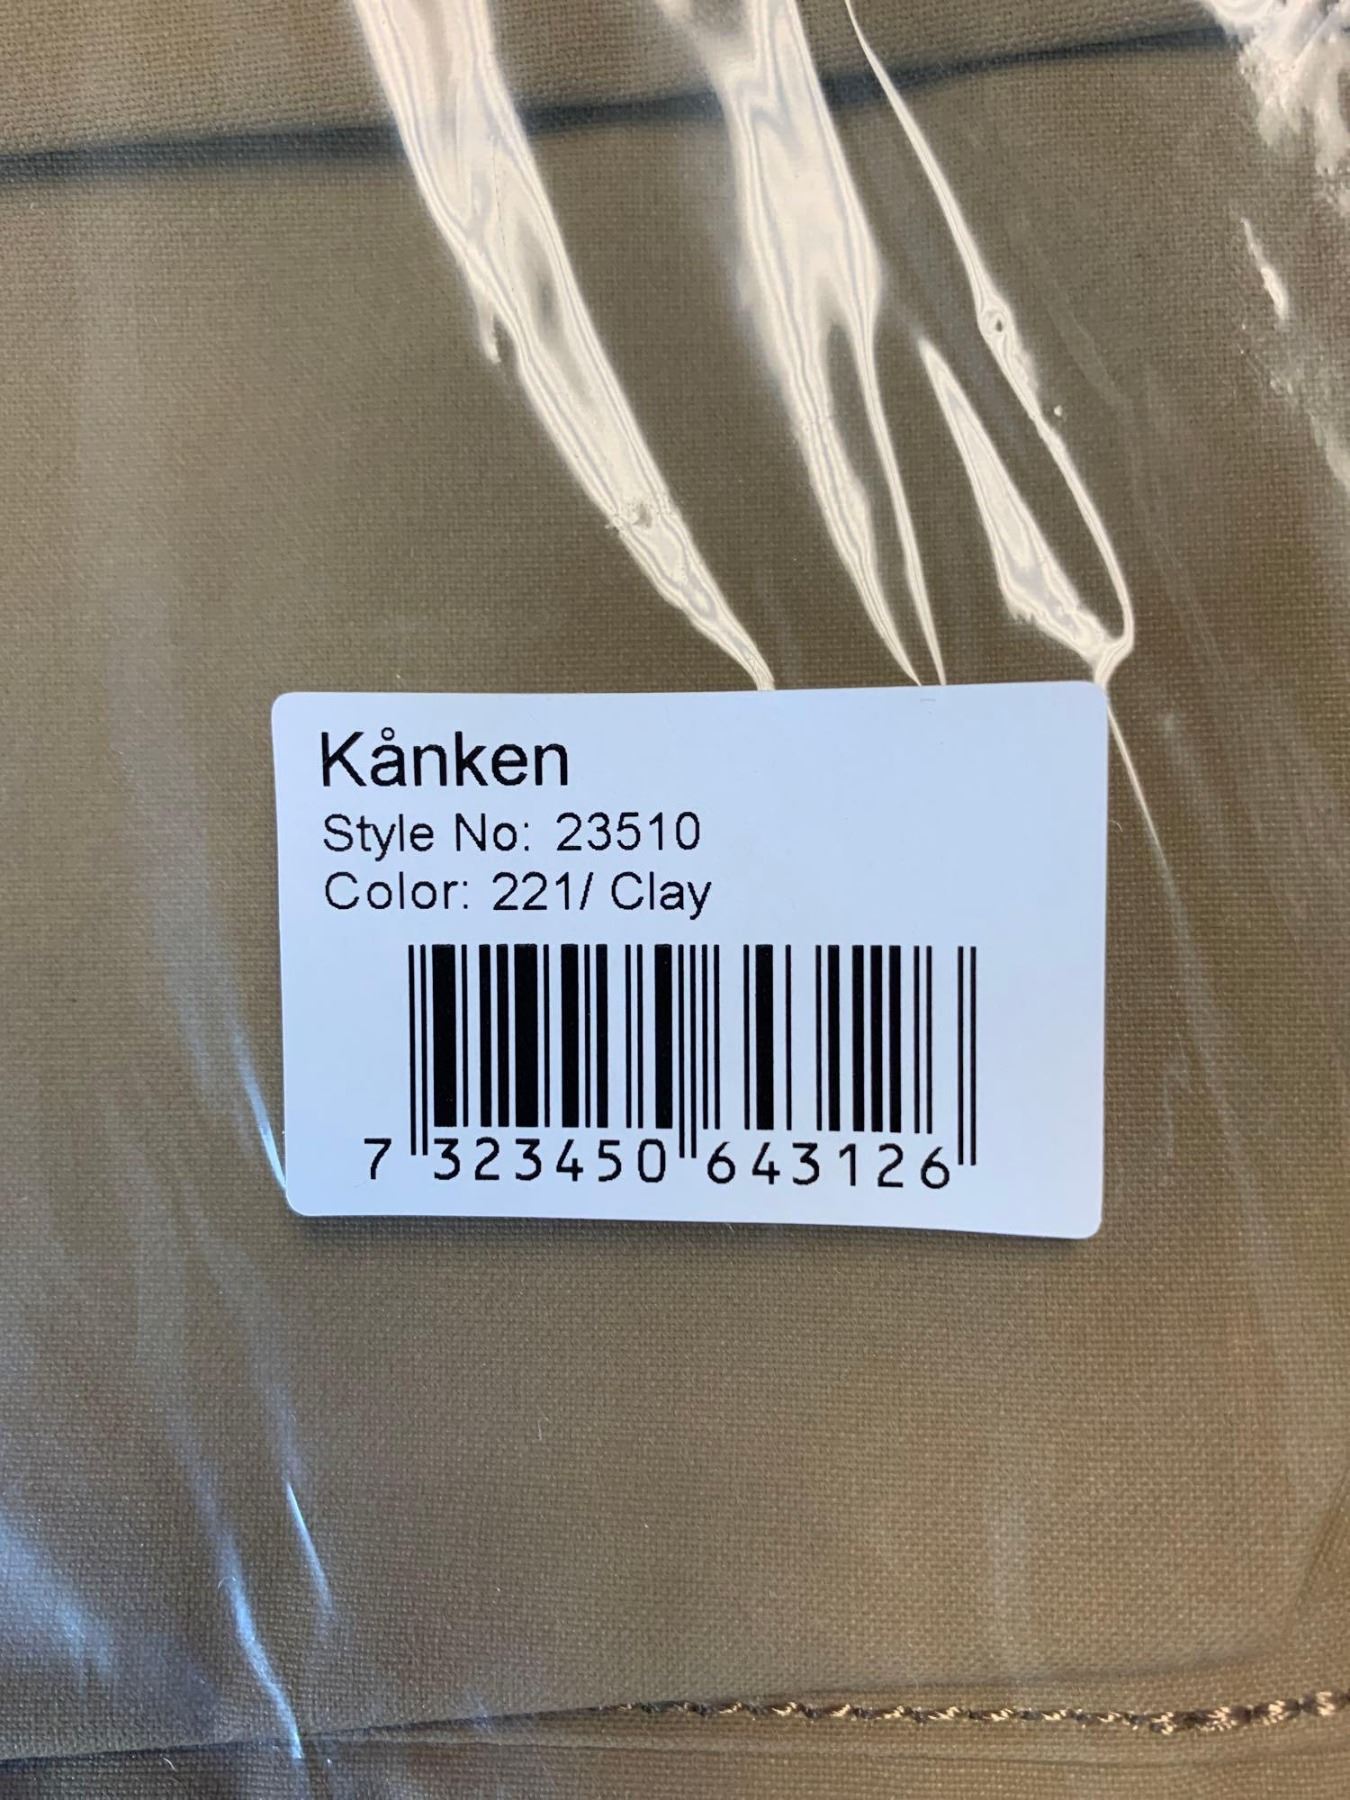 Kånken
Style No: 23510
Color: 221/ Clay
7 323450 643126